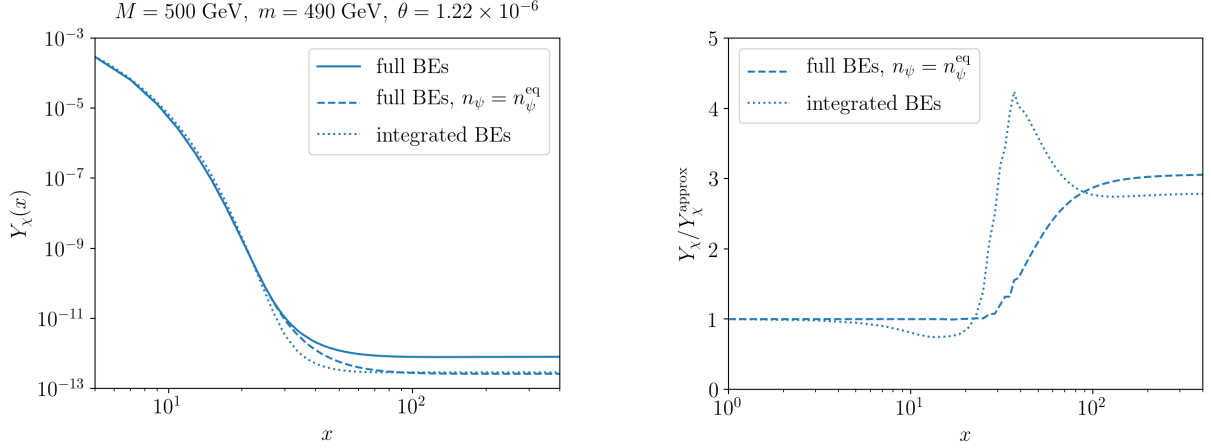 M = 500 GeV, m = 490 GeV, θ = 1.22 × 10⁻⁶
10⁻³
10⁻⁵
10⁻⁷
10⁻⁹
10⁻¹¹
10⁻¹³
Y_χ(x)
full BEs
full BEs, n_ψ = n_ψ^eq
integrated BEs
10¹
10²
x
5
4
3
2
1
0
Y_χ/Y_χ^approx
full BEs, n_ψ = n_ψ^eq
integrated BEs
10⁰
10¹
10²
x